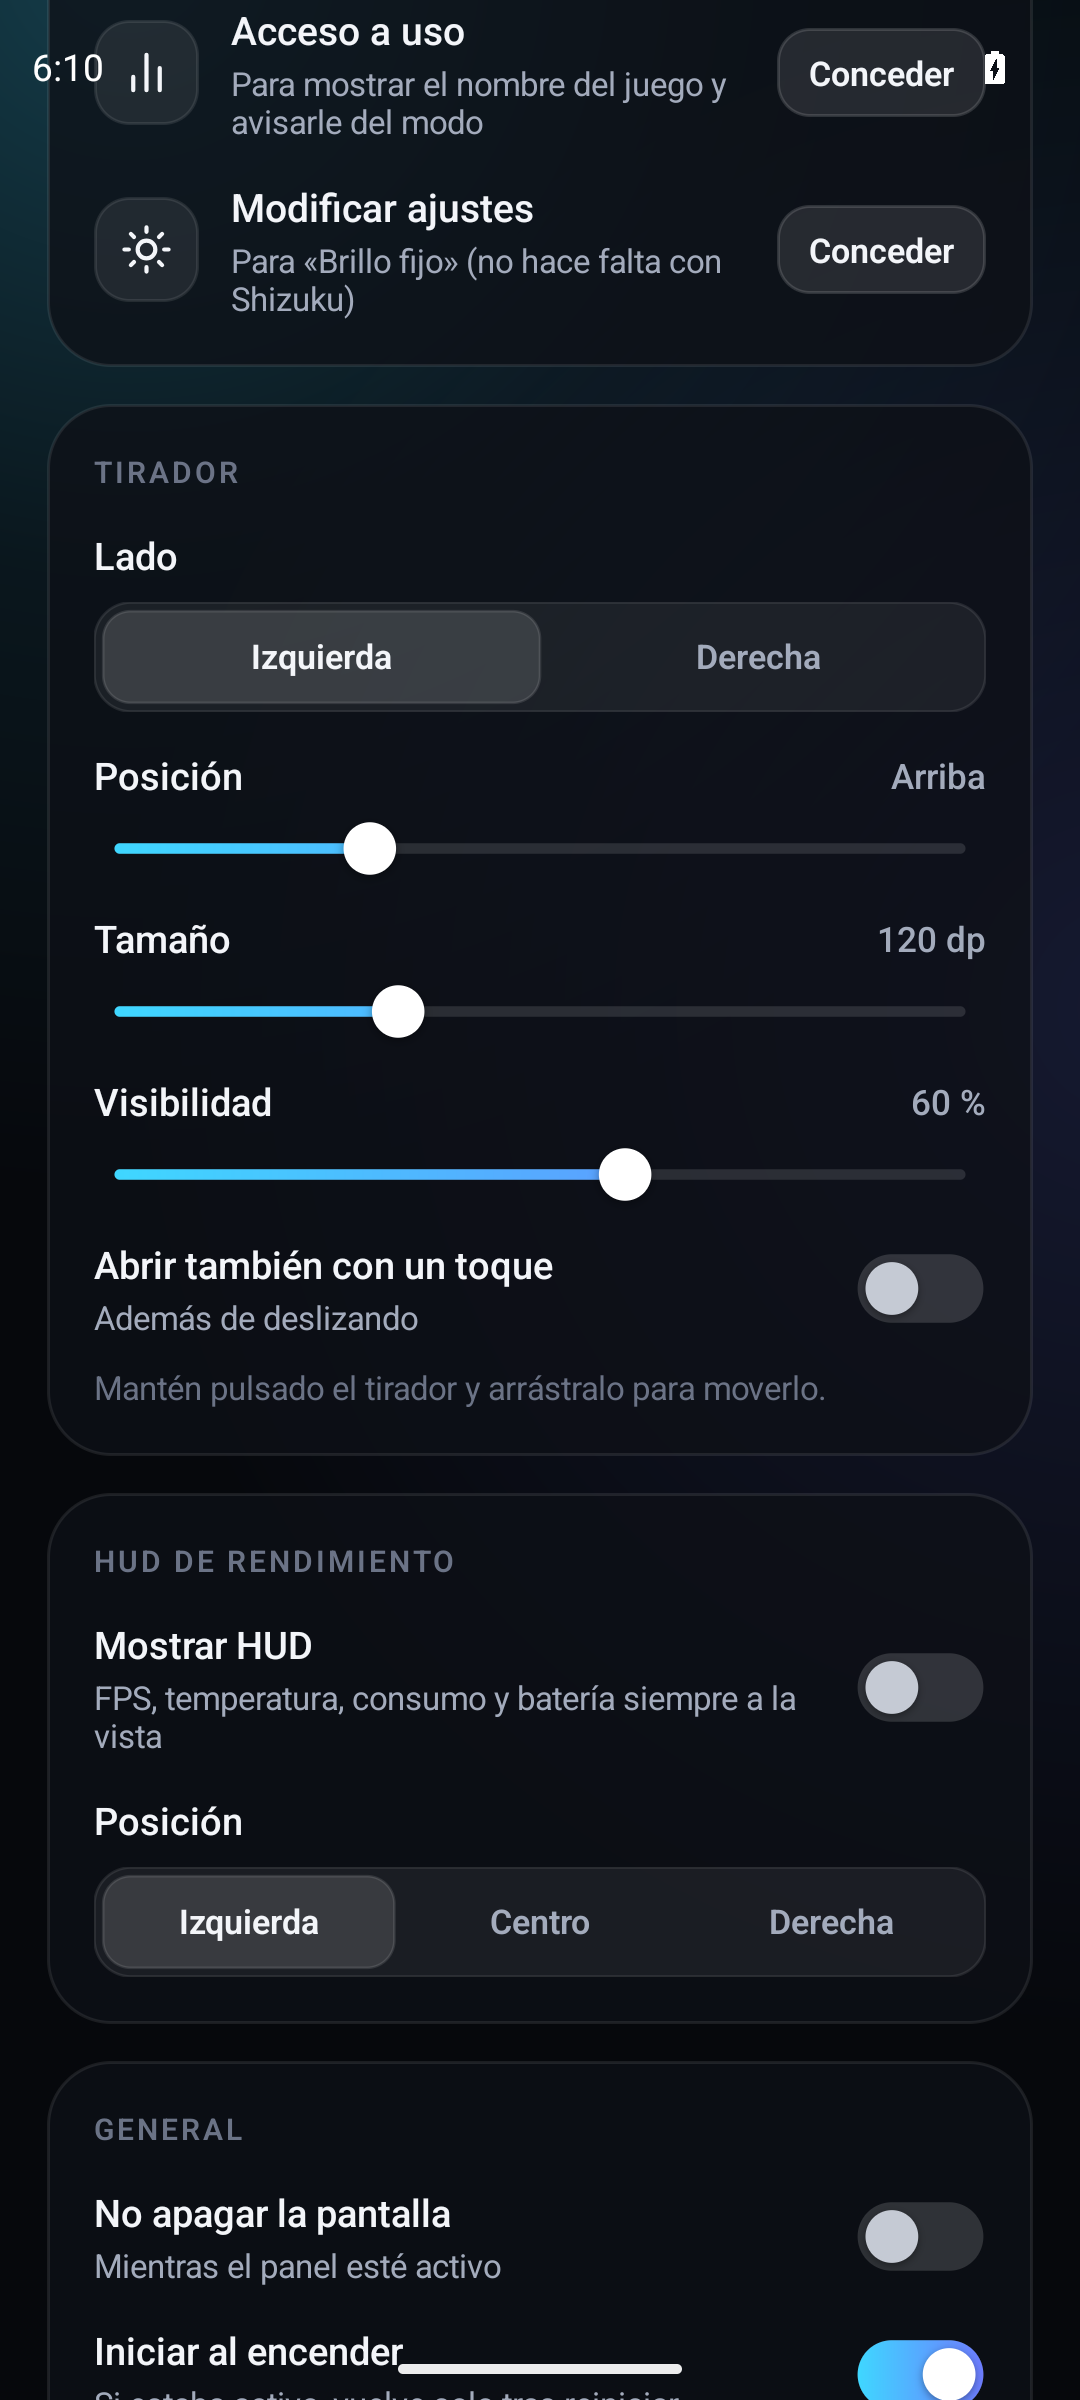 Acceso a uso
6:10
Para mostrar el nombre del juego y
avisarle del modo
Conceder
Modificar ajustes
Para «Brillo fijo» (no hace falta con
Shizuku)
Conceder
TIRADOR
Lado
Izquierda
Derecha
Posición
Arriba
Tamaño
120 dp
Visibilidad
60 %
Abrir también con un toque
Además de deslizando
Mantén pulsado el tirador y arrástralo para moverlo.
HUD DE RENDIMIENTO
Mostrar HUD
FPS, temperatura, consumo y batería siempre a la
vista
Posición
Izquierda
Centro
Derecha
GENERAL
No apagar la pantalla
Mientras el panel esté activo
Iniciar al encender